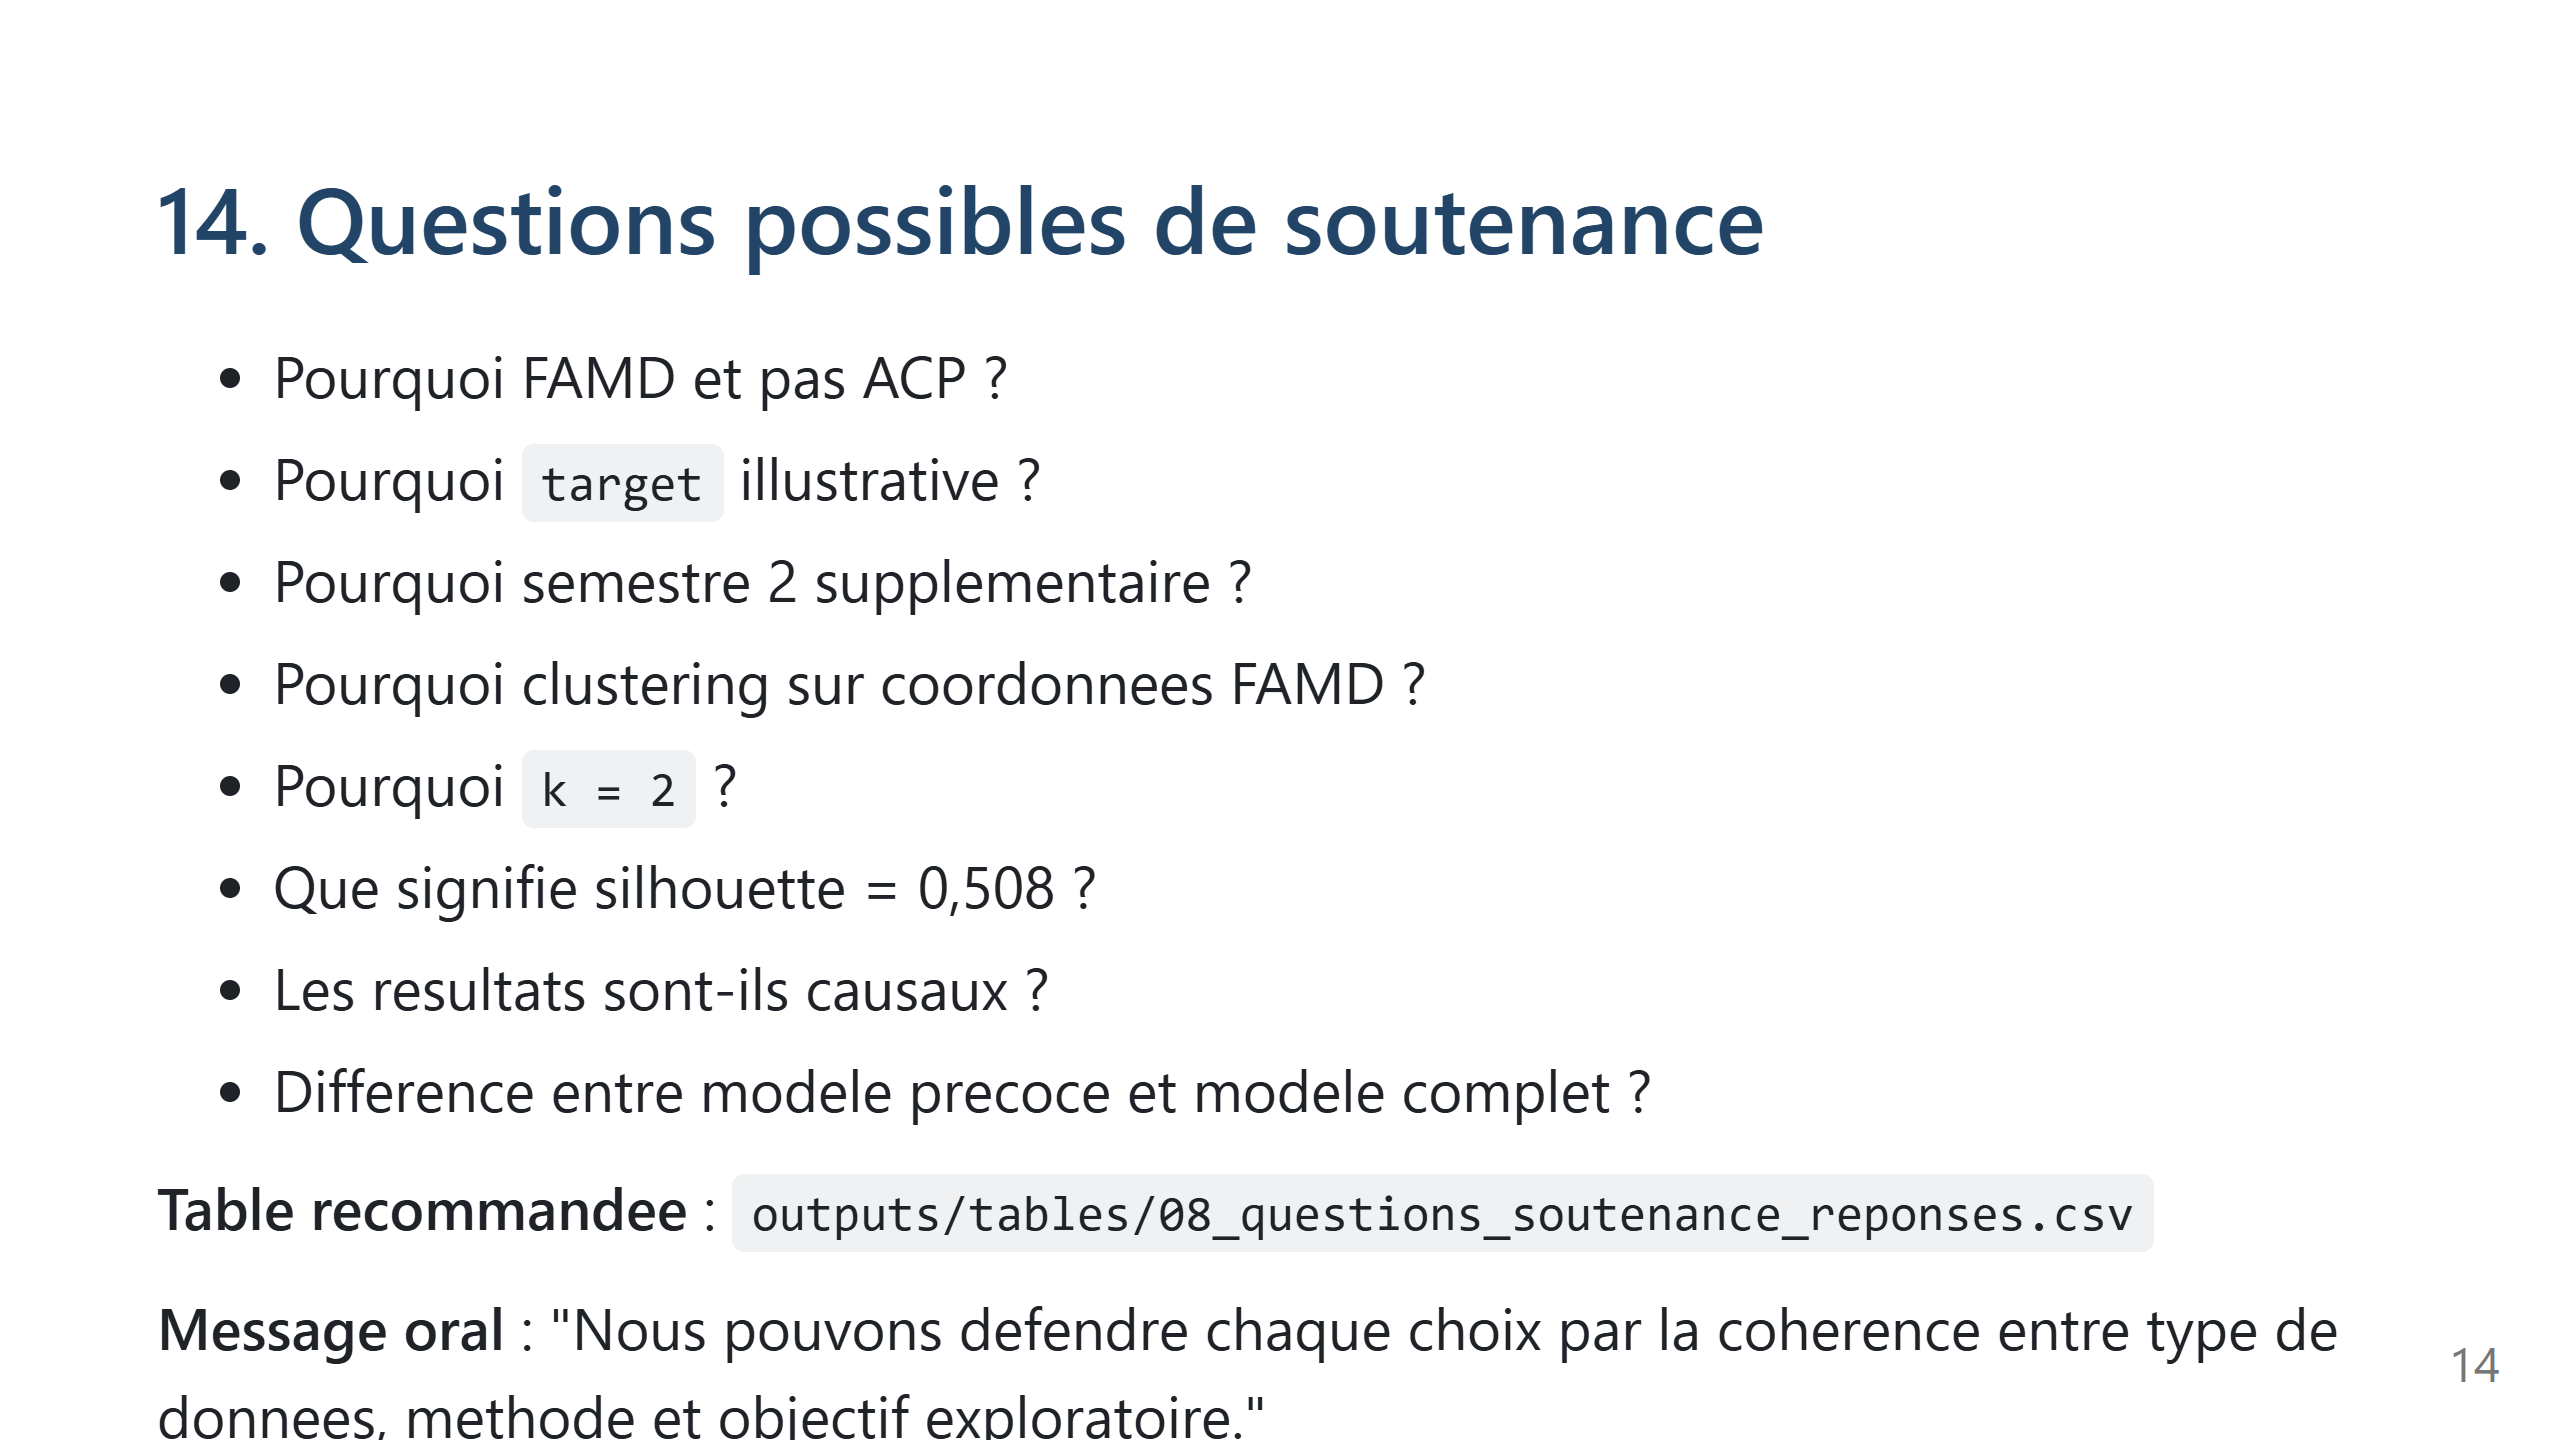 14. Questions possibles de soutenance
• Pourquoi FAMD et pas ACP ?
• Pourquoi target illustrative ?
• Pourquoi semestre 2 supplementaire ?
• Pourquoi clustering sur coordonnees FAMD ?
• Pourquoi k = 2 ?
• Que signifie silhouette = 0,508 ?
• Les resultats sont-ils causaux ?
• Difference entre modele precoce et modele complet ?
Table recommandee : outputs/tables/08_questions_soutenance_reponses.csv
Message oral : "Nous pouvons defendre chaque choix par la coherence entre type de
donnees, methode et objectif exploratoire."
14